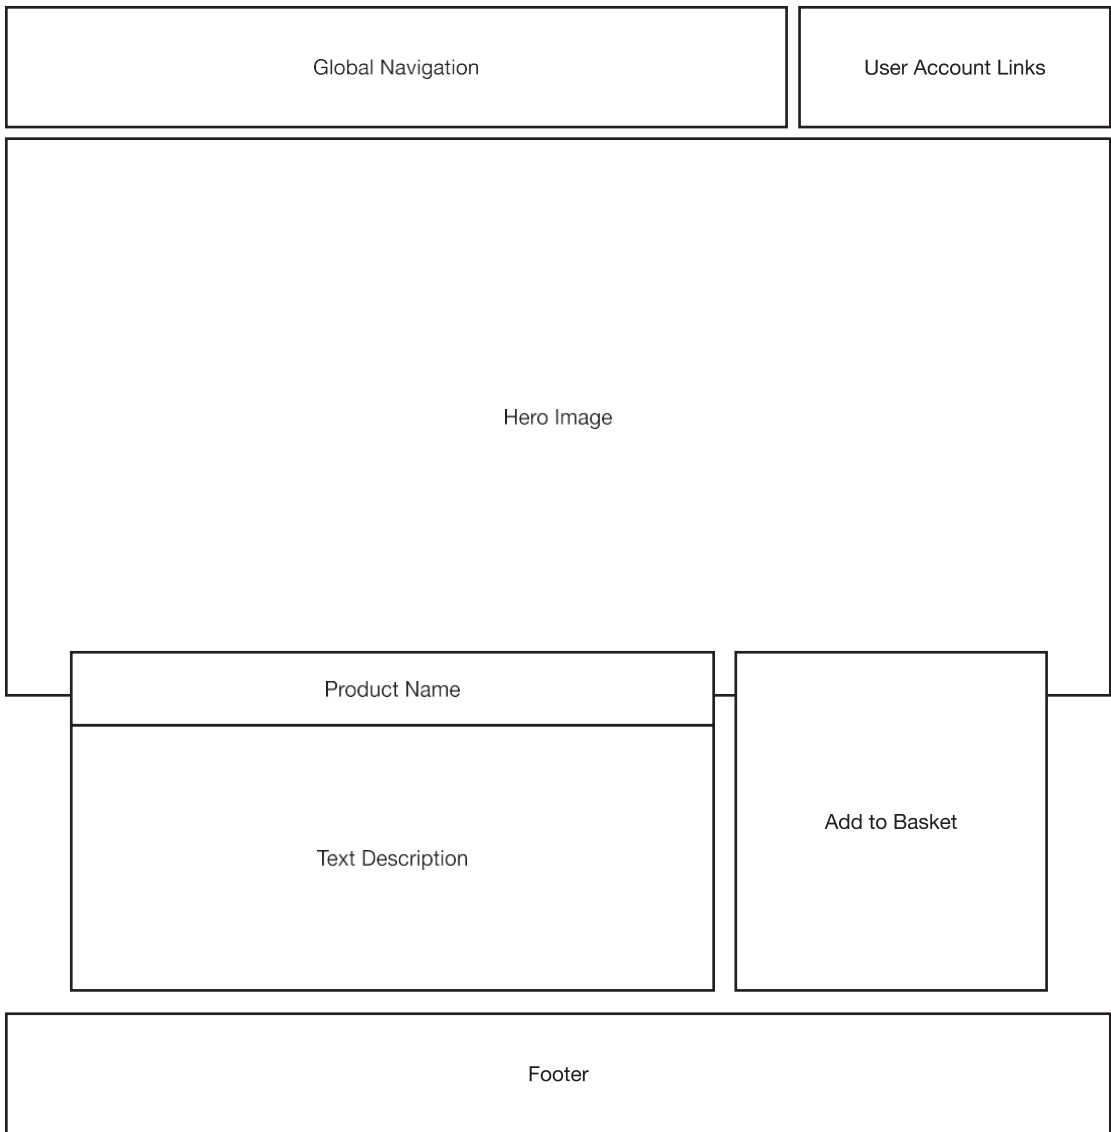 Global Navigation
User Account Links
Hero Image
Product Name
Text Description
Add to Basket
Footer